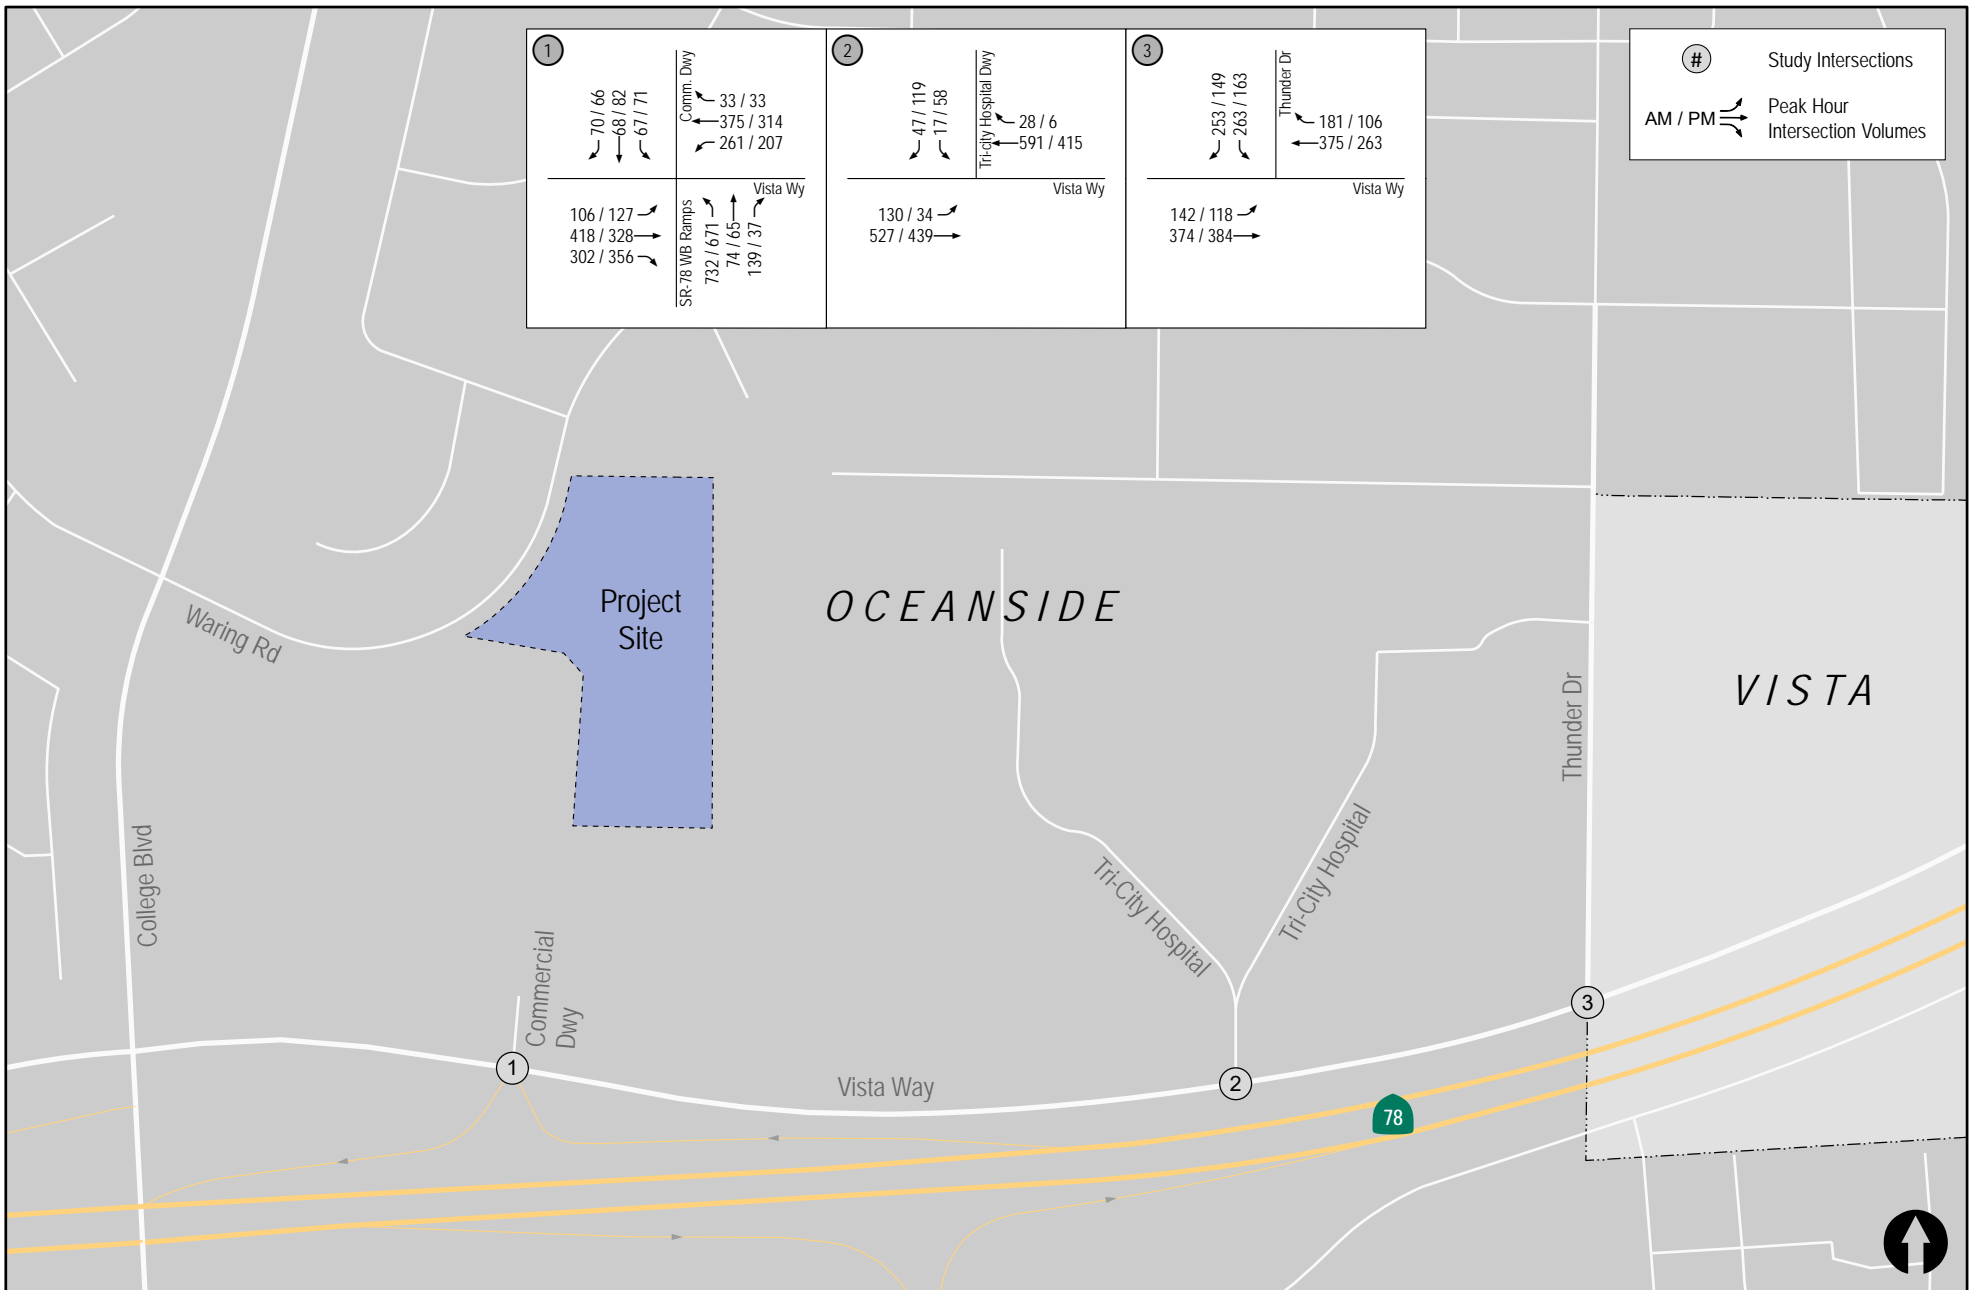 1
70 / 66
68 / 82
67 / 71
Comm. Dwy
33 / 33
375 / 314
261 / 207
Vista Wy
106 / 127
418 / 328
302 / 356
SR-78 WB Ramps
732 / 671
74 / 65
139 / 37
2
47 / 119
17 / 58
Tri-city Hospital Dwy
28 / 6
591 / 415
Vista Wy
130 / 34
527 / 439
3
253 / 149
263 / 163
Thunder Dr
181 / 106
375 / 263
Vista Wy
142 / 118
374 / 384
# Study Intersections
AM / PM
Peak Hour
Intersection Volumes
Project
Site
OCEANSIDE
VISTA
Waring Rd
College Blvd
Commercial
Dwy
Tri-City Hospital
Tri-City Hospital
Thunder Dr
Vista Way
1
2
3
78